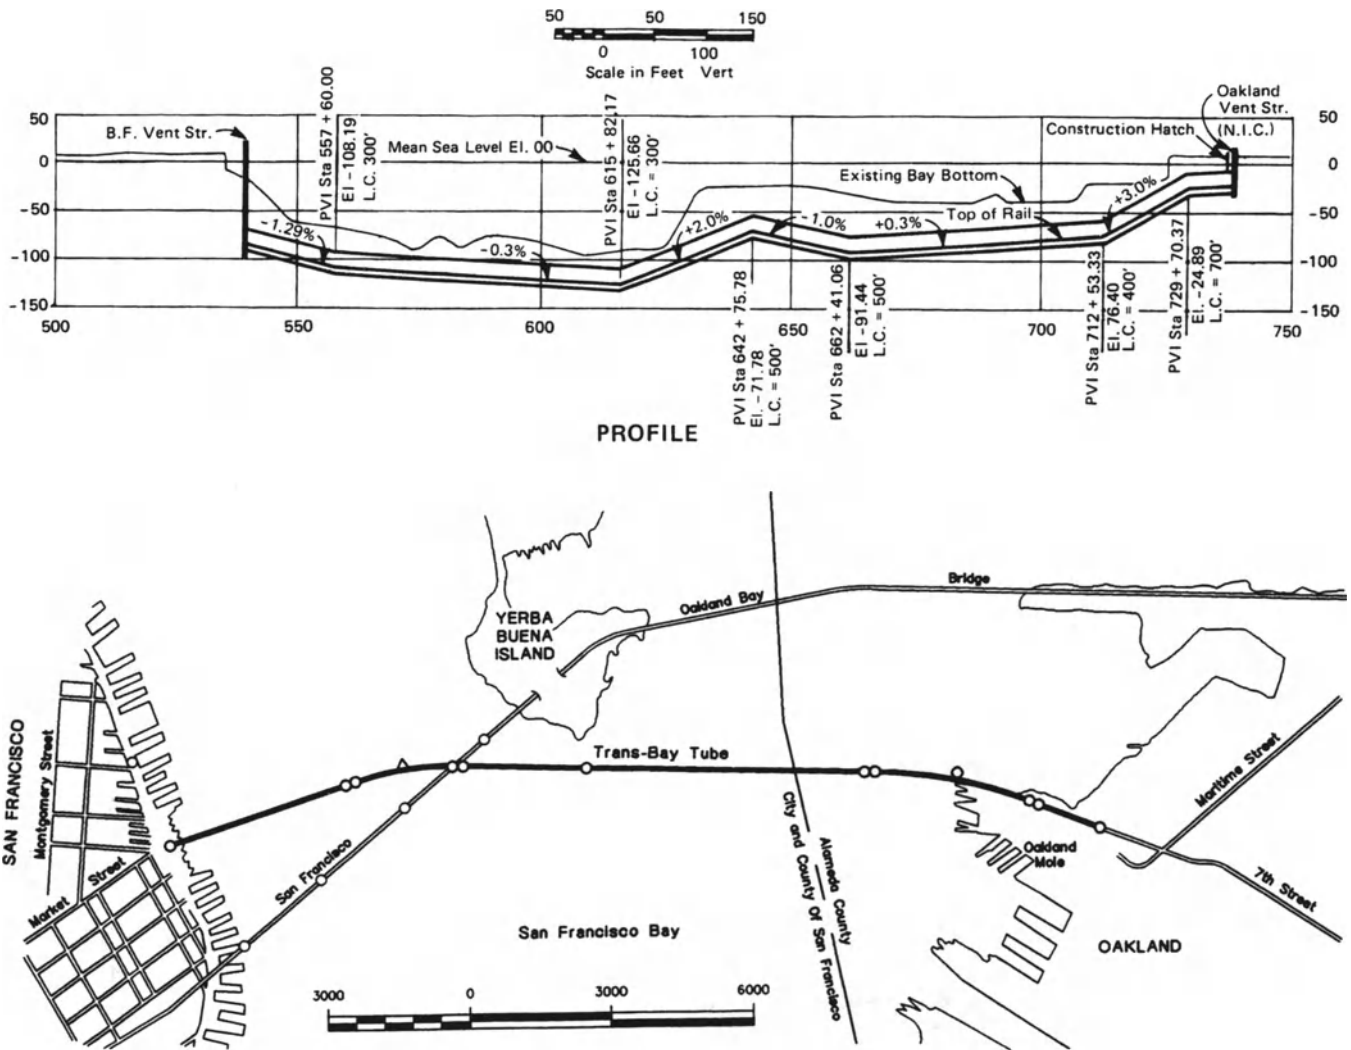 50 50 150
0 100
Scale in Feet Vert
50
0
-50
-100
-150
B.F. Vent Str.
PVI Sta 557 + 60.00
El -108.19
L.C. 300'
Mean Sea Level El. 00
PVI Sta 615 + 82.17
El -125.66
L.C. = 300'
Existing Bay Bottom
Construction Hatch
Oakland
Vent Str.
(N.I.C.)
50
0
-50
-100
-150
-1.29%
-0.3%
+2.0%
-1.0%
+0.3%
Top of Rail
+3.0%
500 550 600 650 700 750
PVI Sta 642 + 75.78
El. -71.78
L.C. = 500'
PVI Sta 662 + 41.06
El -91.44
L.C. = 500'
PVI Sta 712 + 53.33
El. 76.40
L.C. = 400'
PVI Sta 729 + 70.37
El. -24.89
L.C. = 700'
PROFILE
YERBA
BUENA
ISLAND
Oakland Bay
Bridge
SAN FRANCISCO
Montgomery Street
Market Street
San Francisco
Trans-Bay Tube
Alameda County
City and County Of San Francisco
Maritime Street
Oakland
Mole
7th Street
San Francisco Bay
OAKLAND
3000 0 3000 6000